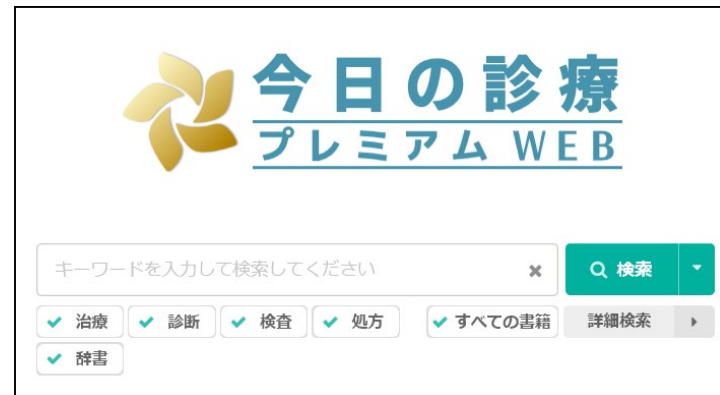 今日の診療
プレミアム WEB
キーワードを入力して検索してください
検索
治療 診断 検査 処方 すべての書籍 詳細検索
辞書